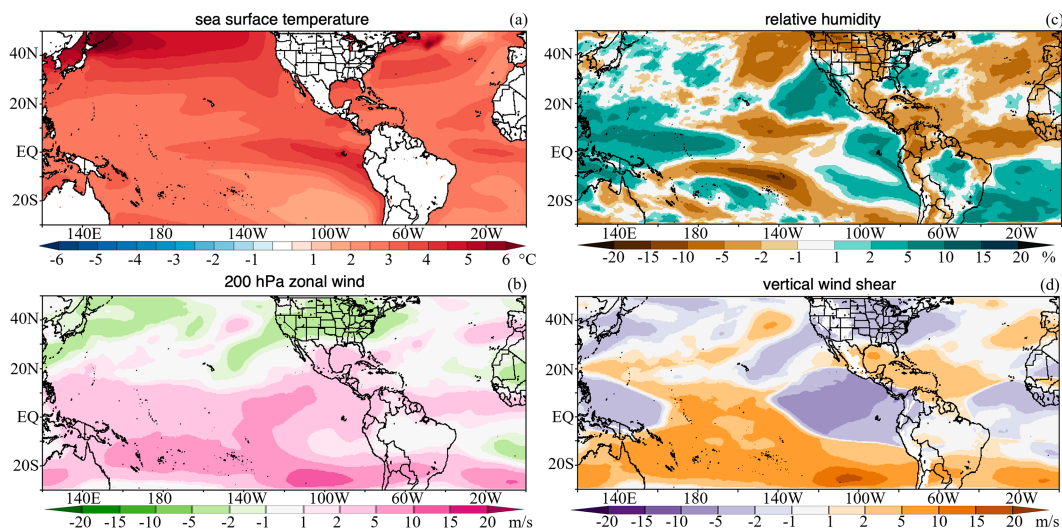 sea surface temperature (a)
40N
20N
EQ
20S
140E 180 140W 100W 60W 20W
-6 -5 -4 -3 -2 -1 1 2 3 4 5 6 °C
relative humidity (c)
40N
20N
EQ
20S
140E 180 140W 100W 60W 20W
-20 -15 -10 -5 -2 -1 1 2 5 10 15 20 %
200 hPa zonal wind (b)
40N
20N
EQ
20S
140E 180 140W 100W 60W 20W
-20 -15 -10 -5 -2 -1 1 2 5 10 15 20 m/s
vertical wind shear (d)
40N
20N
EQ
20S
140E 180 140W 100W 60W 20W
-20 -15 -10 -5 -2 -1 1 2 5 10 15 20 m/s